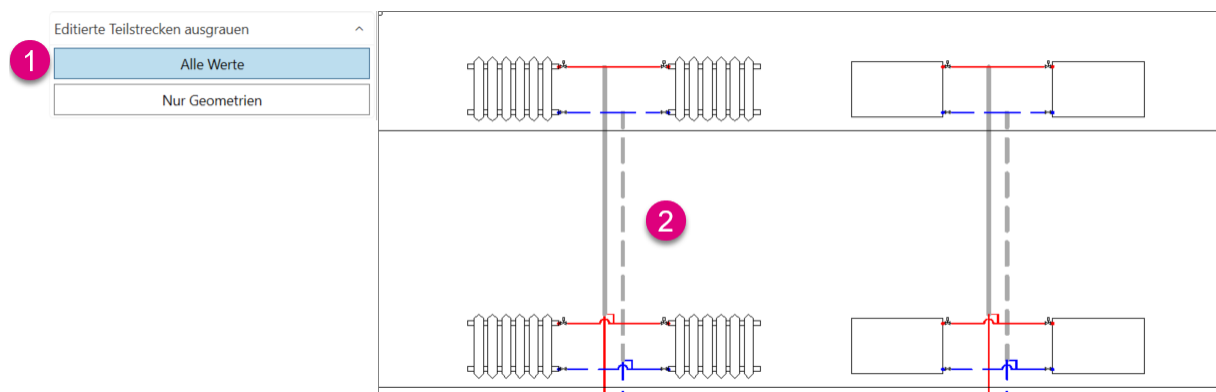 Editierte Teilstrecken ausgrauen
1
Alle Werte
Nur Geometrien
2